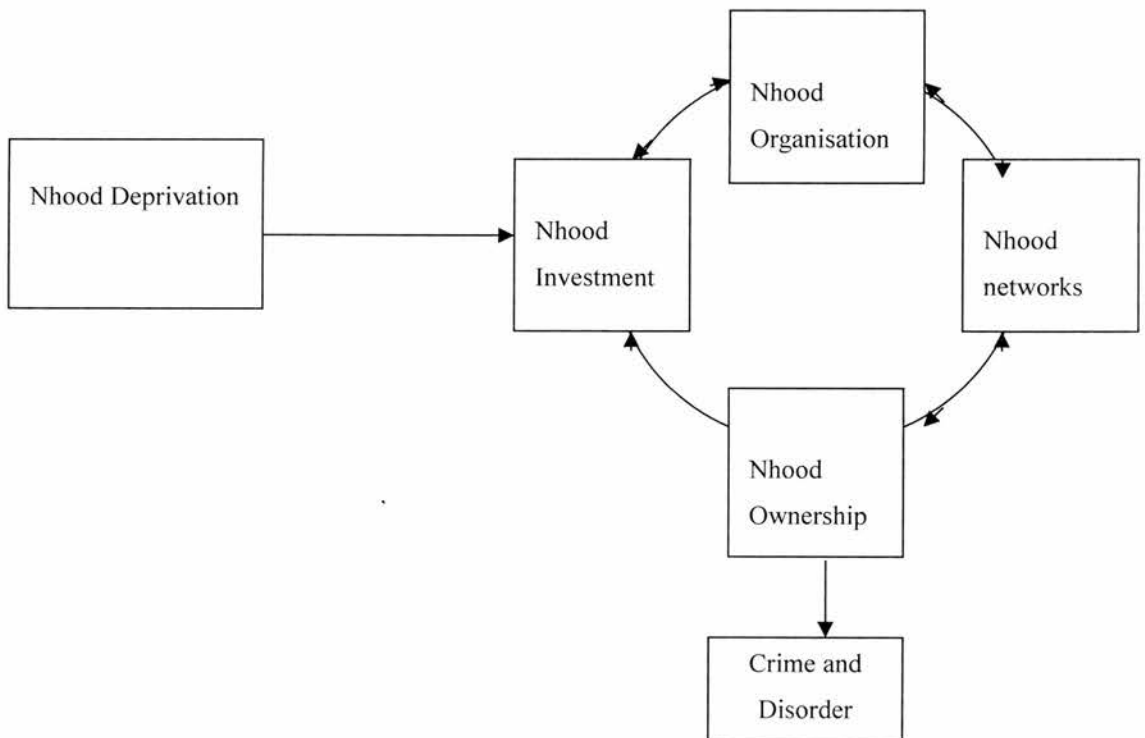 Nhood
Organisation
Nhood Deprivation
Nhood
Investment
Nhood
networks
Nhood
Ownership
Crime and
Disorder